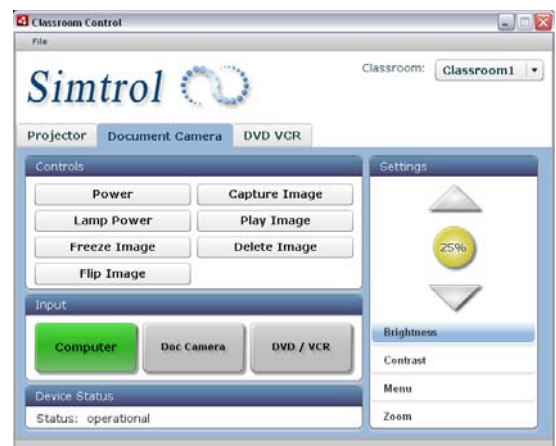 Classroom Control
File
Simtrol
Classroom: Classroom1
Projector Document Camera DVD VCR
Controls
Power Capture Image
Lamp Power Play Image
Freeze Image Delete Image
Flip Image
Input
Computer Doc Camera DVD / VCR
Device Status
Status: operational
Settings
25%
Brightness
Contrast
Menu
Zoom